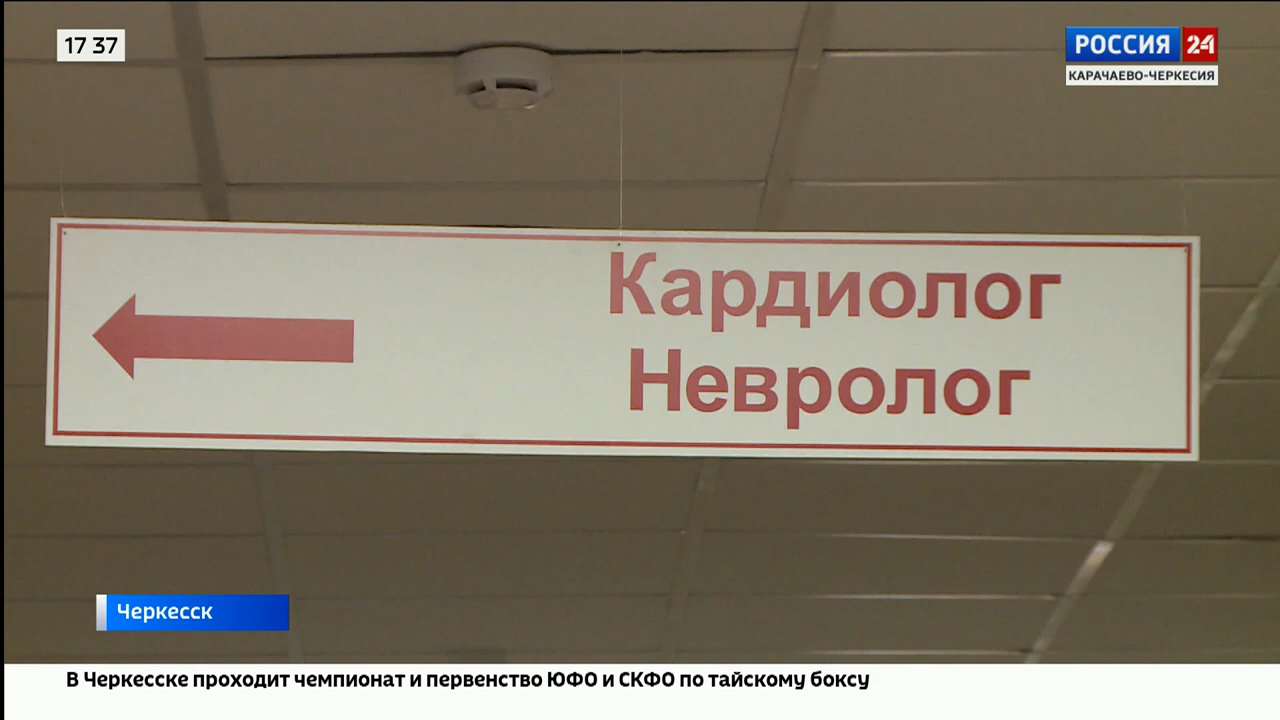 17 37
РОССИЯ 24
КАРАЧАЕВО-ЧЕРКЕСИЯ
Кардиолог
Невролог
Черкесск
В Черкесске проходит чемпионат и первенство ЮФО и СКФО по тайскому боксу